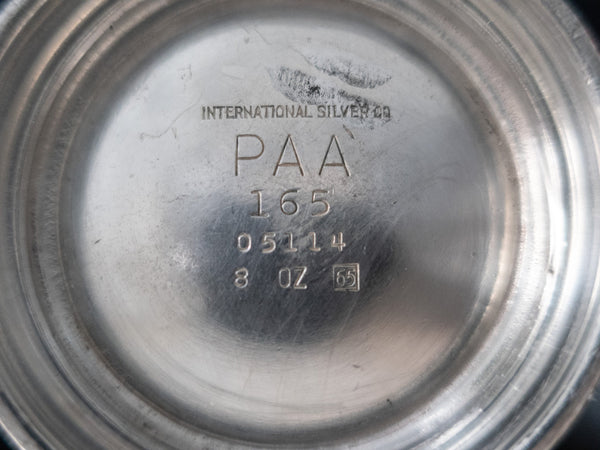 INTERNATIONAL SILVER CO
PAA
165
05114
8 OZ 65